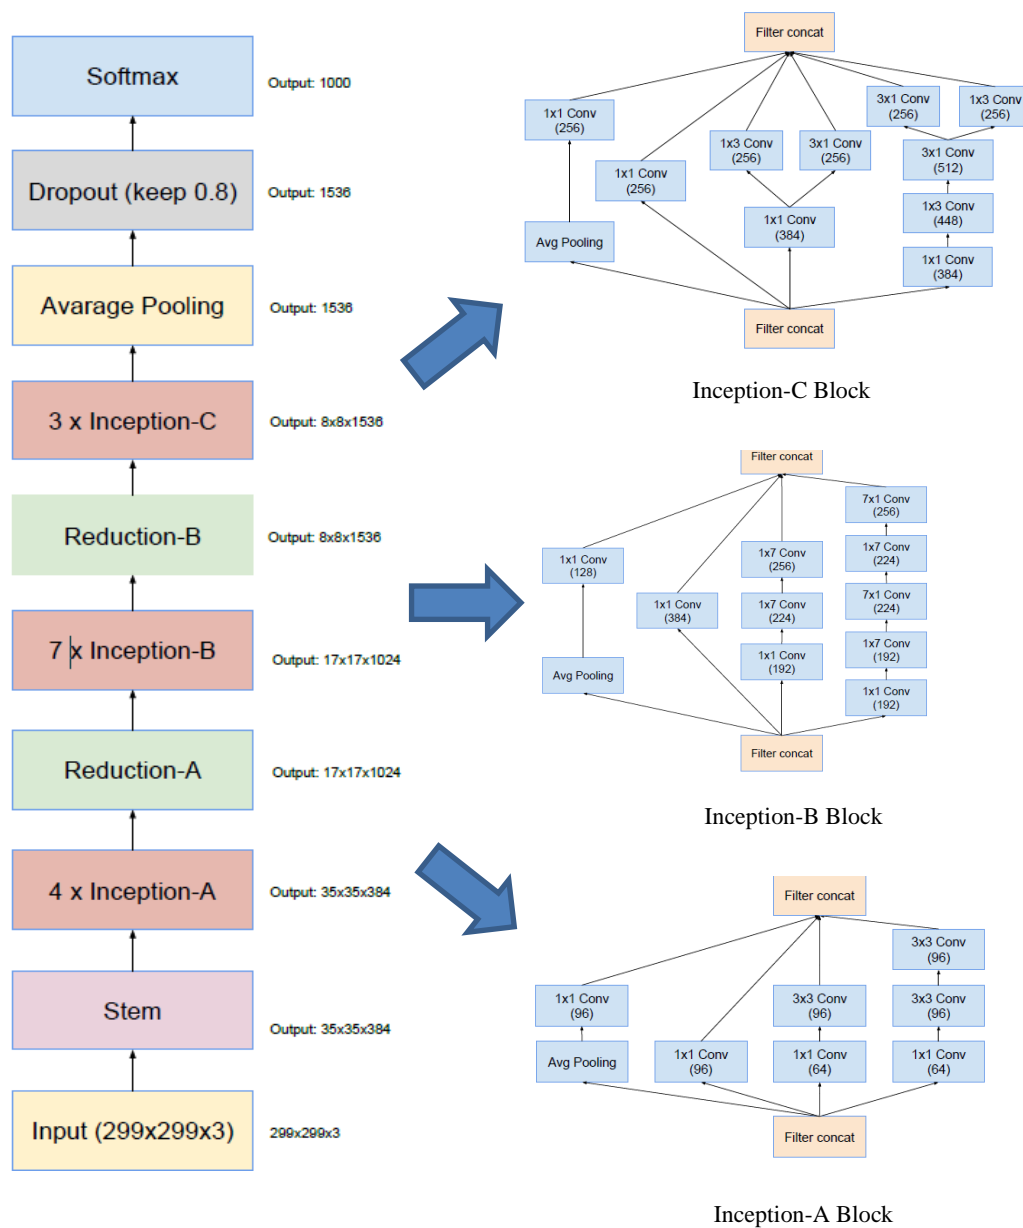 Softmax
Output: 1000
Dropout (keep 0.8)
Output: 1536
Avarage Pooling
Output: 1536
3 x Inception-C
Output: 8x8x1536
Reduction-B
Output: 8x8x1536
7 x Inception-B
Output: 17x17x1024
Reduction-A
Output: 17x17x1024
4 x Inception-A
Output: 35x35x384
Stem
Output: 35x35x384
Input (299x299x3)
299x299x3
Filter concat
1x1 Conv
(256)
Avg Pooling
1x1 Conv
(256)
1x3 Conv
(256)
3x1 Conv
(256)
1x1 Conv
(384)
3x1 Conv
(256)
1x3 Conv
(256)
3x1 Conv
(512)
1x3 Conv
(448)
1x1 Conv
(384)
Filter concat
Inception-C Block
Filter concat
1x1 Conv
(128)
Avg Pooling
1x1 Conv
(384)
1x7 Conv
(256)
1x7 Conv
(224)
1x1 Conv
(192)
7x1 Conv
(256)
1x7 Conv
(224)
7x1 Conv
(224)
1x7 Conv
(192)
1x1 Conv
(192)
Filter concat
Inception-B Block
Filter concat
1x1 Conv
(96)
Avg Pooling
1x1 Conv
(96)
3x3 Conv
(96)
1x1 Conv
(64)
3x3 Conv
(96)
3x3 Conv
(96)
1x1 Conv
(64)
Filter concat
Inception-A Block